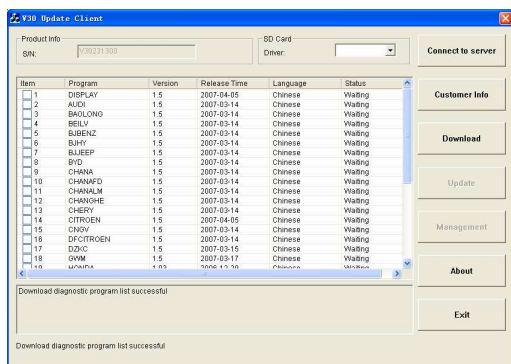 V30 Update Client
Product Info
S/N: V30231300
SD Card
Driver:
Connect to server
Item Program Version Release Time Language Status
1 DISPLAY 1.5 2007-04-05 Chinese Waiting
2 AUDI 1.5 2007-03-14 Chinese Waiting
3 BAOLONG 1.5 2007-03-14 Chinese Waiting
4 BEILV 1.5 2007-03-14 Chinese Waiting
5 BJBENZ 1.5 2007-03-14 Chinese Waiting
6 BJHY 1.5 2007-03-14 Chinese Waiting
7 BJJEEP 1.5 2007-03-14 Chinese Waiting
8 BYD 1.5 2007-03-14 Chinese Waiting
9 CHANA 1.5 2007-03-14 Chinese Waiting
10 CHANAFD 1.5 2007-03-14 Chinese Waiting
11 CHANALM 1.5 2007-03-14 Chinese Waiting
12 CHANGHE 1.5 2007-03-14 Chinese Waiting
13 CHERY 1.5 2007-03-14 Chinese Waiting
14 CITROEN 1.5 2007-04-05 Chinese Waiting
15 CNGV 1.5 2007-03-14 Chinese Waiting
16 DFCITROEN 1.5 2007-03-14 Chinese Waiting
17 DZKC 1.5 2007-03-15 Chinese Waiting
18 GWM 1.5 2007-03-17 Chinese Waiting
19 HONDA 1.03 2006-12-29 Chinese Waiting
Customer Info
Download
Update
Management
About
Exit
Download diagnostic program list successful
Download diagnostic program list successful